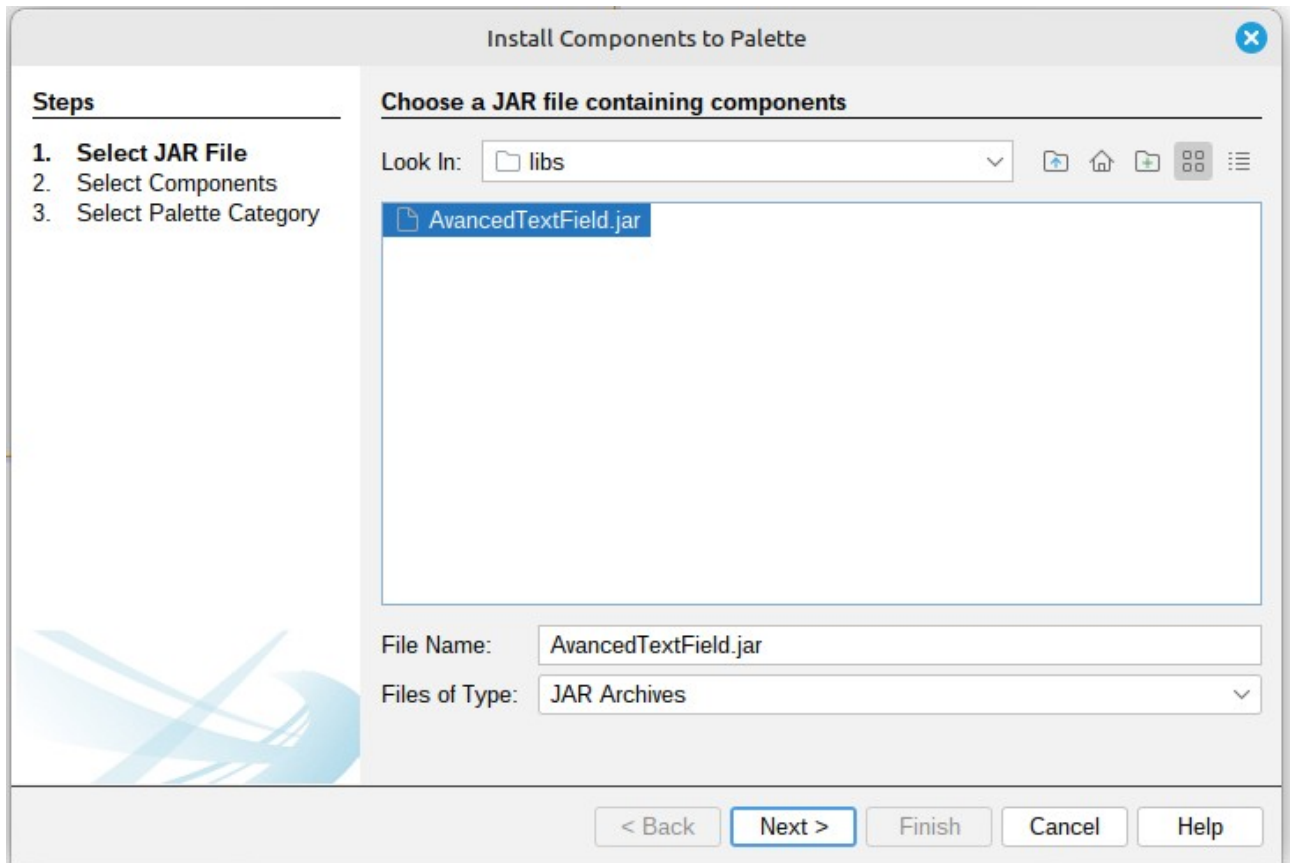 Install Components to Palette
Steps
1. Select JAR File
2. Select Components
3. Select Palette Category
Choose a JAR file containing components
Look In: libs
AvancedTextField.jar
File Name: AvancedTextField.jar
Files of Type: JAR Archives
< Back Next > Finish Cancel Help